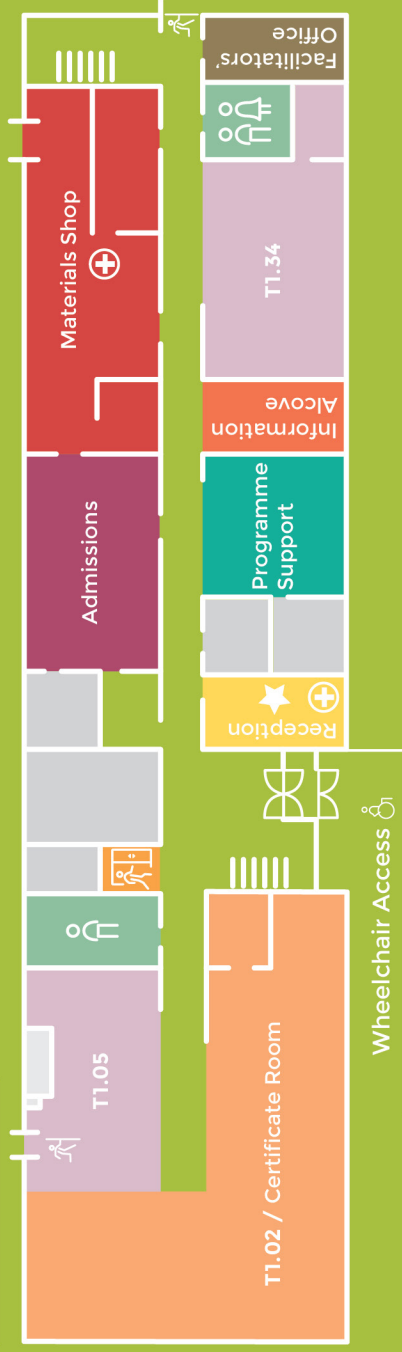 Facilitators'
Office
Materials Shop
T1.34
Information
Alcove
Admissions
Programme
Support
Reception
Wheelchair Access
T1.05
T1.02 / Certificate Room